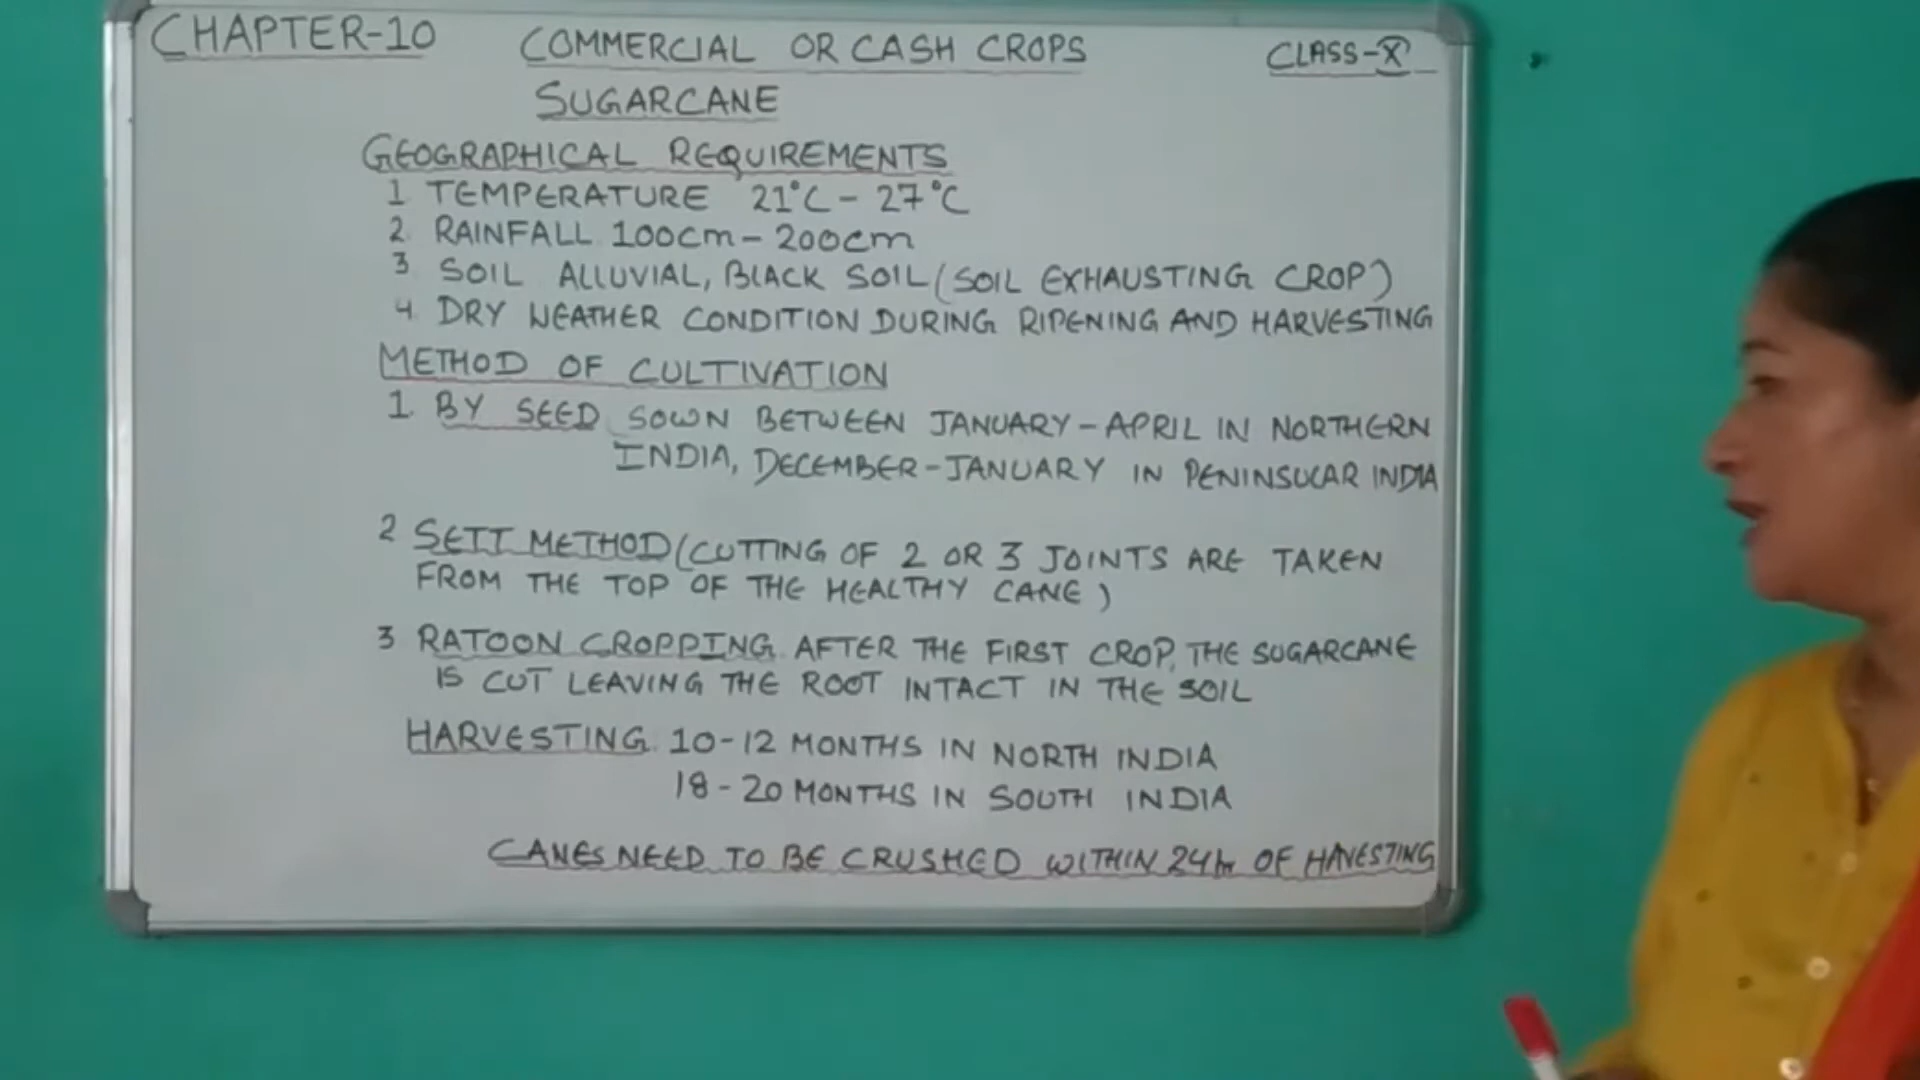 CHAPTER-10 COMMERCIAL OR CASH CROPS CLASS-X
SUGARCANE
GEOGRAPHICAL REQUIREMENTS
1 TEMPERATURE 21°C - 27°C
2. RAINFALL 100cm - 200cm
3 SOIL ALLUVIAL, BLACK SOIL (SOIL EXHAUSTING CROP)
4. DRY WEATHER CONDITION DURING RIPENING AND HARVESTING
METHOD OF CULTIVATION
1. BY SEED SOWN BETWEEN JANUARY - APRIL IN NORTHERN
INDIA, DECEMBER - JANUARY IN PENINSULAR INDIA
2 SETT METHOD (CUTTING OF 2 OR 3 JOINTS ARE TAKEN
FROM THE TOP OF THE HEALTHY CANE)
3 RATOON CROPPING AFTER THE FIRST CROP, THE SUGARCANE
IS CUT LEAVING THE ROOT INTACT IN THE SOIL
HARVESTING 10-12 MONTHS IN NORTH INDIA
18 - 20 MONTHS IN SOUTH INDIA
CANES NEED TO BE CRUSHED WITHIN 24hr OF HAVESTING